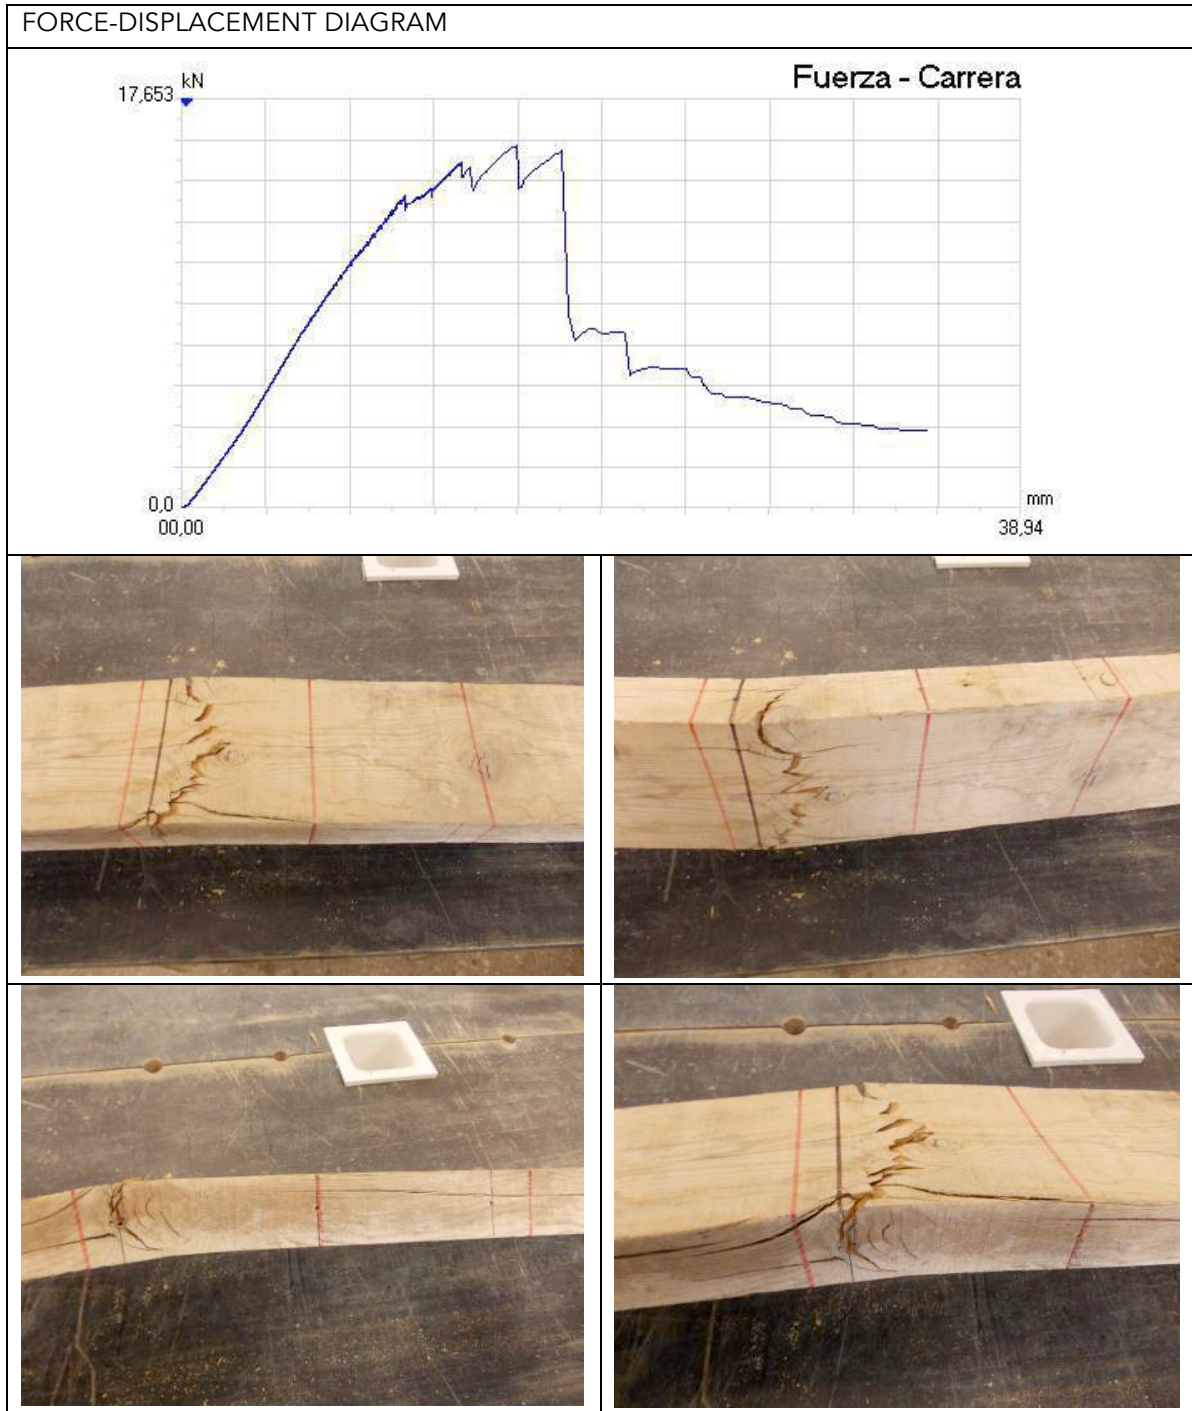 FORCE-DISPLACEMENT DIAGRAM
kN
Fuerza - Carrera
17,653
0,0
mm
00,00
38,94